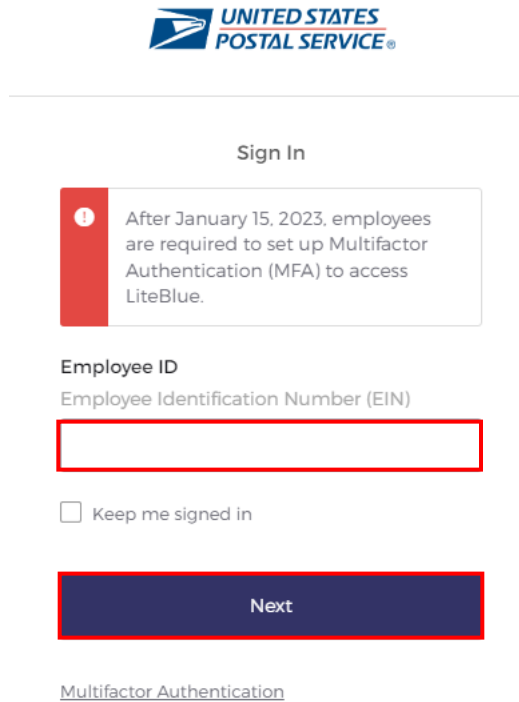 UNITED STATES
POSTAL SERVICE®
Sign In
After January 15, 2023, employees
are required to set up Multifactor
Authentication (MFA) to access
LiteBlue.
Employee ID
Employee Identification Number (EIN)
Keep me signed in
Next
Multifactor Authentication